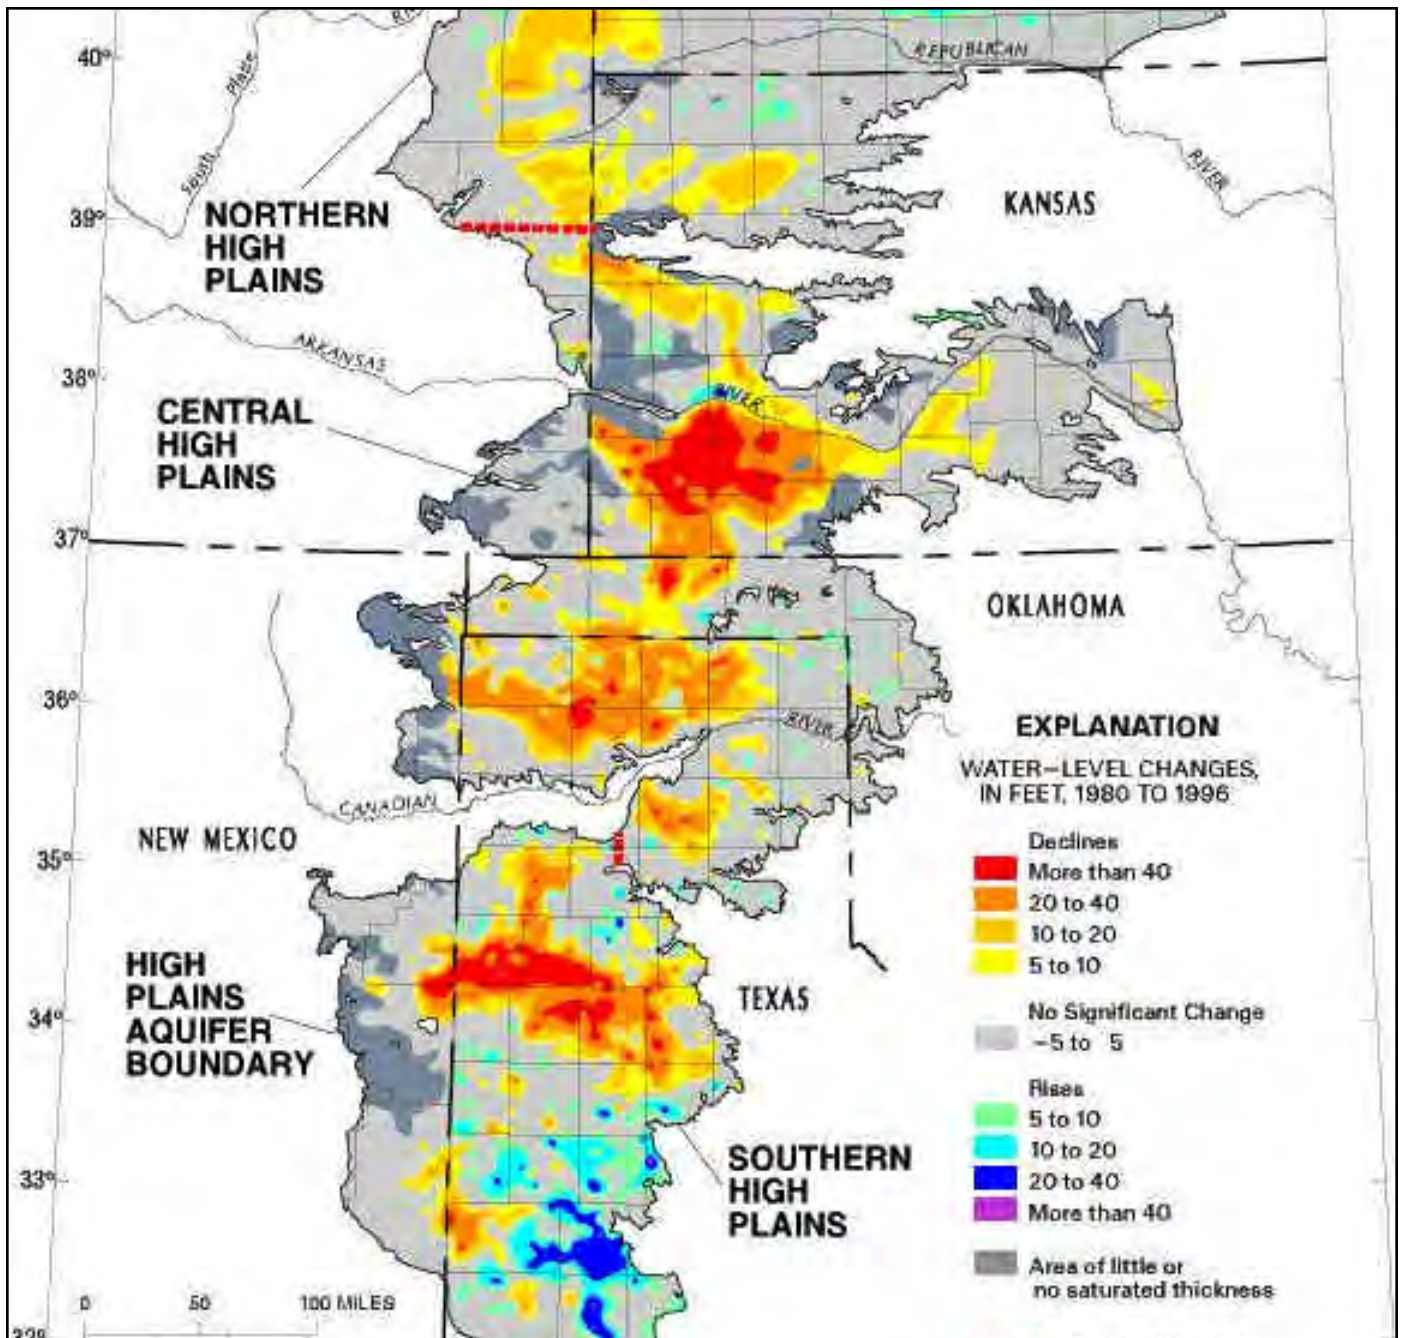 REPUBLICAN
40°
Platte
South
RIVER
KANSAS
NORTHERN
HIGH
PLAINS
39°
ARKANSAS
38°
RIVER
CENTRAL
HIGH
PLAINS
37°
OKLAHOMA
36°
RIVER
EXPLANATION
WATER-LEVEL CHANGES,
IN FEET, 1980 TO 1996
CANADIAN
NEW MEXICO
Declines
35°
More than 40
20 to 40
10 to 20
5 to 10
HIGH
PLAINS
AQUIFER
BOUNDARY
TEXAS
34°
No Significant Change
-5 to 5
Rises
5 to 10
10 to 20
20 to 40
More than 40
SOUTHERN
HIGH
PLAINS
33°
Area of little or
no saturated thickness
0 50 100 MILES
32°